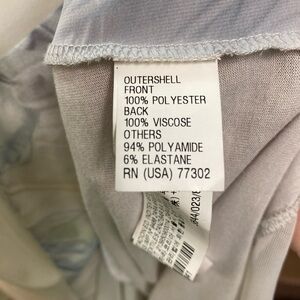 OUTERSHELL
FRONT
100% POLYESTER
BACK
100% VISCOSE
OTHERS
94% POLYAMIDE
6% ELASTANE
RN (USA) 77302